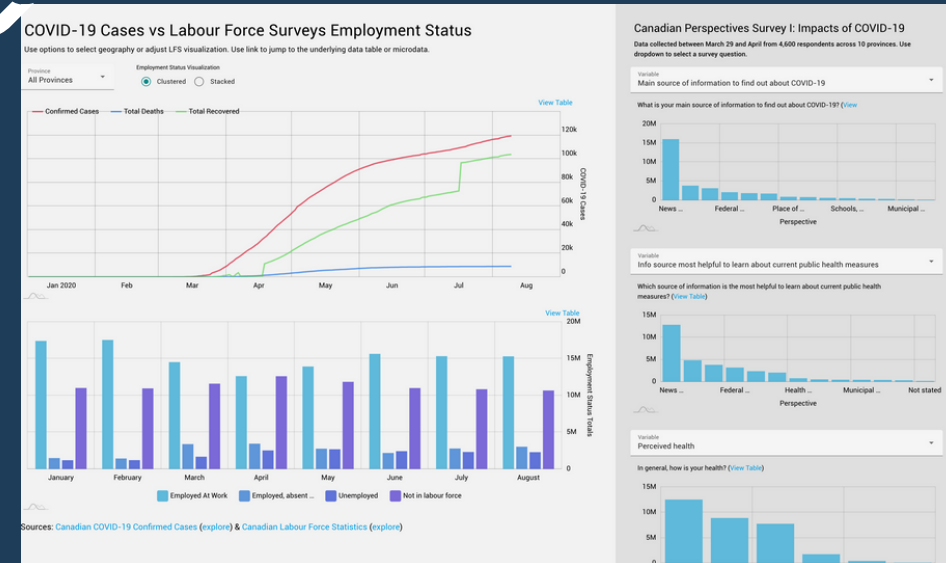 COVID-19 Cases vs Labour Force Surveys Employment Status
Use options to select geography or adjust LFS visualization. Use link to jump to the underlying data table or microdata.
Province
All Provinces
Employment Status Visualization
Clustered
Stacked
View Table
Confirmed Cases
Total Deaths
Total Recovered
120k
100k
80k
60k
40k
20k
0
COVID-19 Cases
Jan 2020
Feb
Mar
Apr
May
Jun
Jul
Aug
View Table
20M
15M
10M
5M
0
Employment Status Totals
January
February
March
April
May
June
July
August
Employed At Work
Employed, absent ...
Unemployed
Not in labour force
Sources: Canadian COVID-19 Confirmed Cases (explore) & Canadian Labour Force Statistics (explore)
Canadian Perspectives Survey I: Impacts of COVID-19
Data collected between March 29 and April from 4,600 respondents across 10 provinces. Use
dropdown to select a survey question.
Variable
Main source of information to find out about COVID-19
What is your main source of information to find out about COVID-19? (View
20M
15M
10M
5M
0
News ...
Federal ...
Place of ...
Schools, ...
Municipal ...
Perspective
Variable
Info source most helpful to learn about current public health measures
Which source of information is the most helpful to learn about current public health
measures? (View Table)
15M
10M
5M
0
News ...
Federal ...
Health ...
Municipal ...
Not stated
Perspective
Variable
Perceived health
In general, how is your health? (View Table)
15M
10M
5M
0